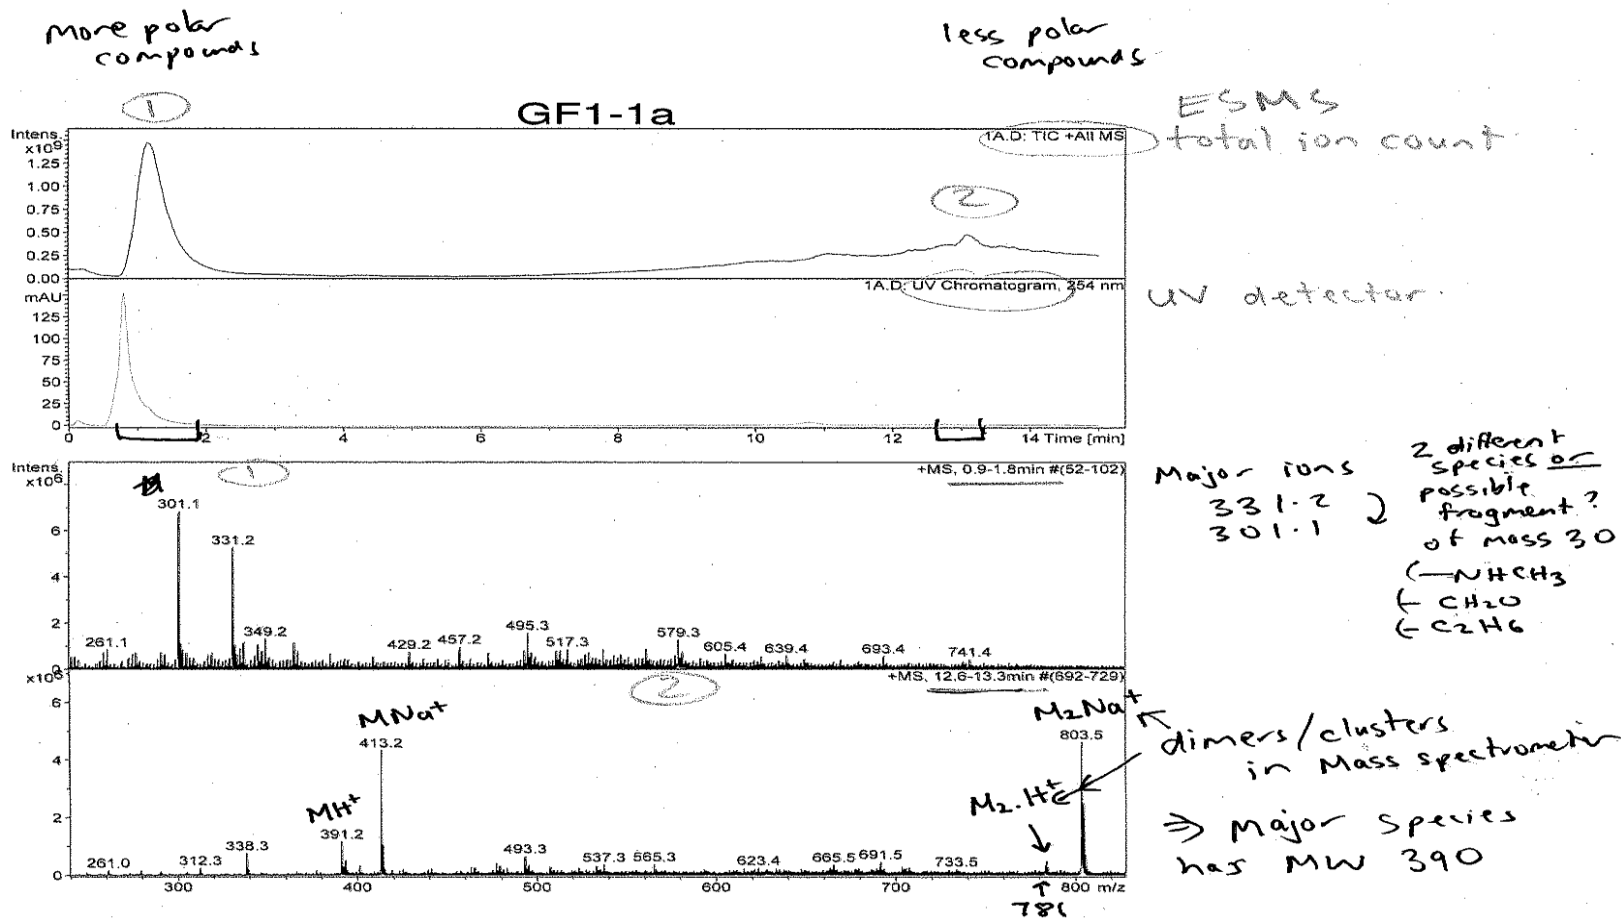 more polar
compounds
less polar
compounds
1
GF1-1a
ESMS
total ion count
Intens.
x10⁹
1A.D: TIC +All MS
1.25
1.00
0.75
0.50
0.25
0.00
2
mAU
1A.D: UV Chromatogram, 254 nm
UV detector.
125
100
75
50
25
0
0 2 4 6 8 10 12 14 Time [min]
Intens.
x10⁶
1
+MS, 0.9-1.8min #(52-102)
6
4
2
0
301.1
331.2
261.1
349.2
429.2
457.2
495.3
517.3
579.3
605.4
639.4
693.4
741.4
Major ions
331.2
301.1
2 different
species or
possible
fragment?
of mass 30
NHCH3
CH2O
C2H6
x10⁶
2
+MS, 12.6-13.3min #(692-729)
6
4
2
0
MNa+
413.2
MH+
391.2
M2Na+
803.5
M2.H+
261.0
312.3
338.3
493.3
537.3
565.3
623.4
665.5
691.5
733.5
300 400 500 600 700 800 m/z
dimers/clusters
in Mass spectrometer
⇒ Major species
has MW 390